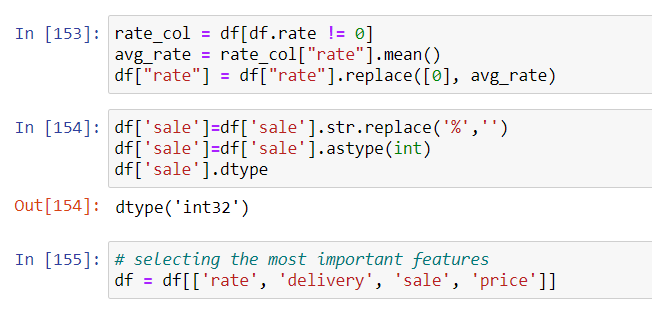 In [153]: rate_col = df[df.rate != 0]
avg_rate = rate_col["rate"].mean()
df["rate"] = df["rate"].replace([0], avg_rate)
In [154]: df['sale']=df['sale'].str.replace('%','')
df['sale']=df['sale'].astype(int)
df['sale'].dtype
Out[154]: dtype('int32')
In [155]: # selecting the most important features
df = df[['rate', 'delivery', 'sale', 'price']]